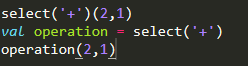 select('+')(2,1)
val operation = select('+')
operation(2,1)